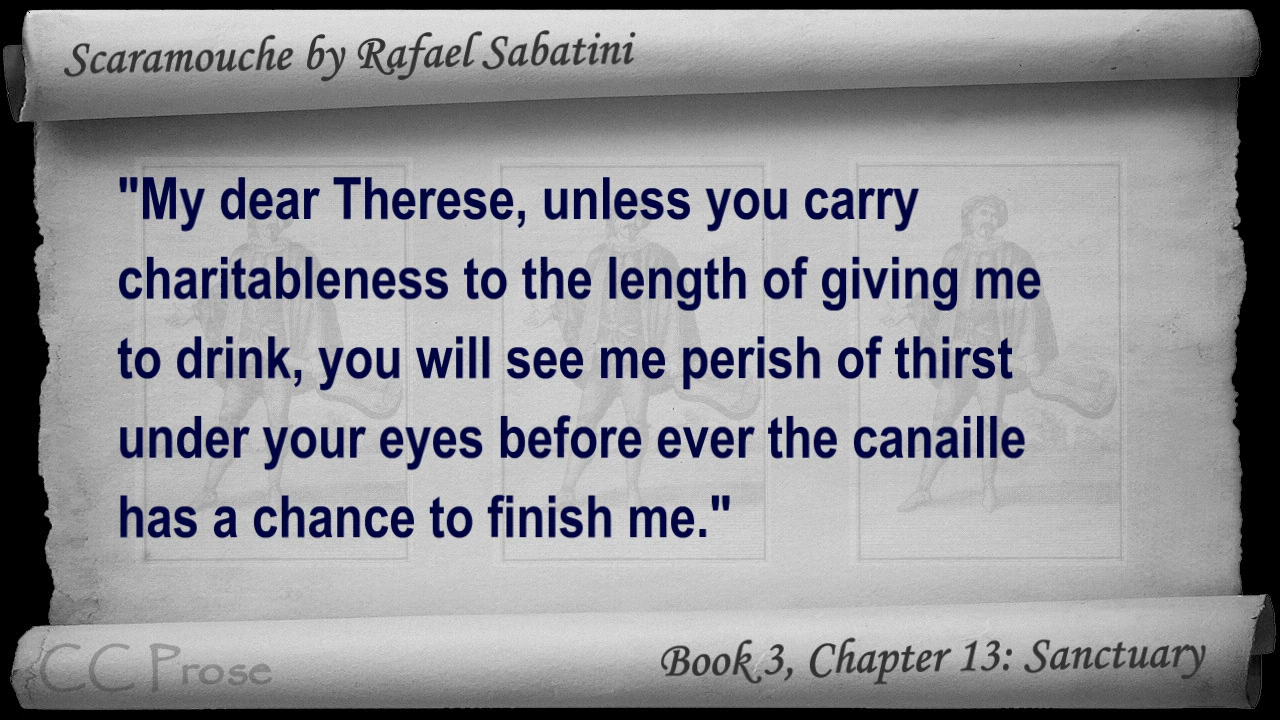 Scaramouche by Rafael Sabatini
"My dear Therese, unless you carry
charitableness to the length of giving me
to drink, you will see me perish of thirst
under your eyes before ever the canaille
has a chance to finish me."
CC Prose
Book 3, Chapter 13: Sanctuary